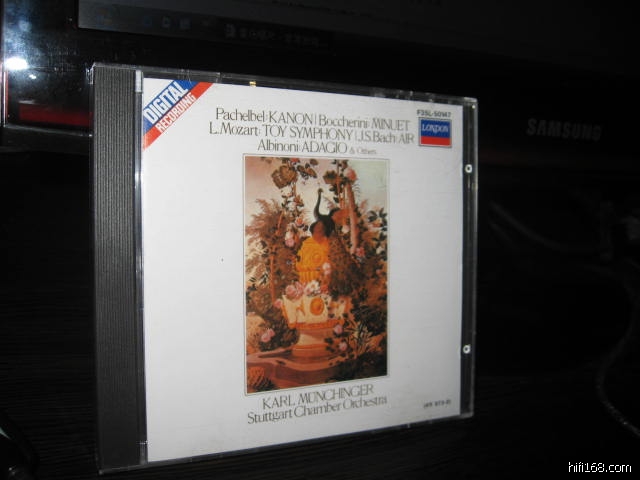 DIGITAL
RECORDING
Pachelbel:KANON|Boccherini:MINUET
L.Mozart:TOY SYMPHONY|J.S.Bach:AIR
Albinoni:ADAGIO & Others
F35L-50147
LONDON
SAMSUNG
KARL MÜNCHINGER
Stuttgart Chamber Orchestra
hifi168.com